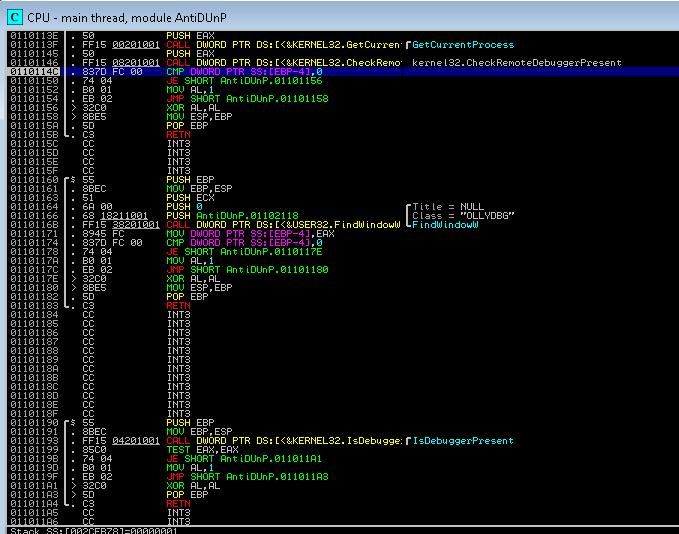 C CPU - main thread, module AntiDUnP
0110113E . 50 PUSH EAX
0110113F . FF15 00201001 CALL DWORD PTR DS:[<&KERNEL32.GetCurren GetCurrentProcess
01101145 . 50 PUSH EAX
01101146 . FF15 08201001 CALL DWORD PTR DS:[<&KERNEL32.CheckRemo kernel32.CheckRemoteDebuggerPresent
0110114C . 837D FC 00 CMP DWORD PTR SS:[EBP-4],0
01101150 . 74 04 JE SHORT AntiDUnP.01101156
01101152 . B0 01 MOV AL,1
01101154 . EB 02 JMP SHORT AntiDUnP.01101158
01101156 > 32C0 XOR AL,AL
01101158 > 8BE5 MOV ESP,EBP
0110115A . 5D POP EBP
0110115B . C3 RETN
0110115C CC INT3
0110115D CC INT3
0110115E CC INT3
0110115F CC INT3
01101160 $ 55 PUSH EBP
01101161 . 8BEC MOV EBP,ESP
01101163 . 51 PUSH ECX
01101164 . 6A 00 PUSH 0 Title = NULL
01101166 . 68 18211001 PUSH AntiDUnP.01102118 Class = "OLLYDBG"
0110116B . FF15 38201001 CALL DWORD PTR DS:[<&USER32.FindWindowW FindWindowW
01101171 . 8945 FC MOV DWORD PTR SS:[EBP-4],EAX
01101174 . 837D FC 00 CMP DWORD PTR SS:[EBP-4],0
01101178 . 74 04 JE SHORT AntiDUnP.0110117E
0110117A . B0 01 MOV AL,1
0110117C . EB 02 JMP SHORT AntiDUnP.01101180
0110117E > 32C0 XOR AL,AL
01101180 > 8BE5 MOV ESP,EBP
01101182 . 5D POP EBP
01101183 . C3 RETN
01101184 CC INT3
01101185 CC INT3
01101186 CC INT3
01101187 CC INT3
01101188 CC INT3
01101189 CC INT3
0110118A CC INT3
0110118B CC INT3
0110118C CC INT3
0110118D CC INT3
0110118E CC INT3
0110118F CC INT3
01101190 $ 55 PUSH EBP
01101191 . 8BEC MOV EBP,ESP
01101193 . FF15 04201001 CALL DWORD PTR DS:[<&KERNEL32.IsDebugge IsDebuggerPresent
01101199 . 85C0 TEST EAX,EAX
0110119B . 74 04 JE SHORT AntiDUnP.011011A1
0110119D . B0 01 MOV AL,1
0110119F . EB 02 JMP SHORT AntiDUnP.011011A3
011011A1 > 32C0 XOR AL,AL
011011A3 > 5D POP EBP
011011A4 . C3 RETN
011011A5 CC INT3
011011A6 CC INT3
Stack SS:[002CFB78]=00000001